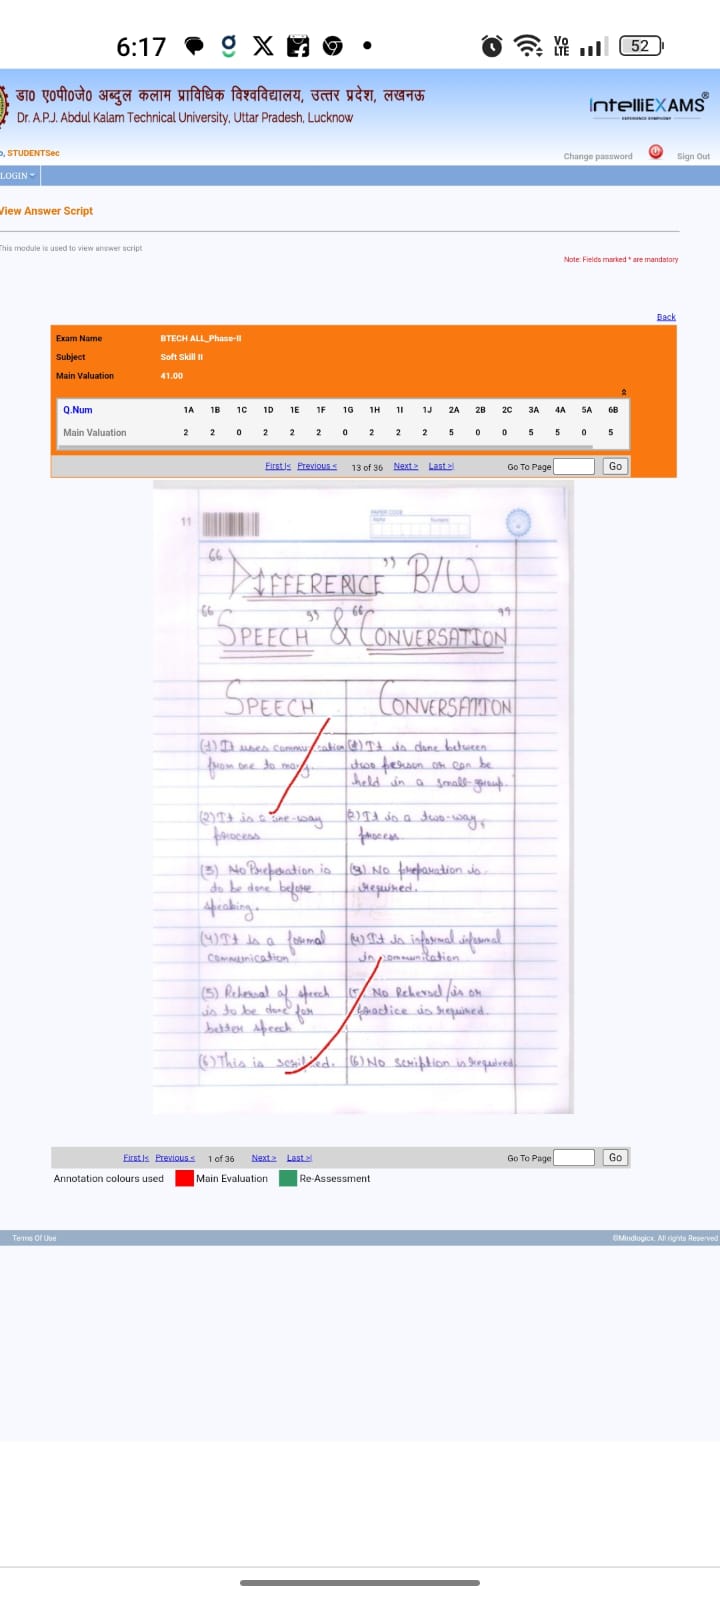 6:17
Vo LTE
52
डा० ए०पी०जे० अब्दुल कलाम प्राविधिक विश्वविद्यालय, उत्तर प्रदेश, लखनऊ
Dr. A.P.J. Abdul Kalam Technical University, Uttar Pradesh, Lucknow
IntelliEXAMS®
o, STUDENTSec
Change password Sign Out
LOGIN
View Answer Script
This module is used to view answer script
Note: Fields marked * are mandatory
Back
Exam Name BTECH ALL_Phase-II
Subject Soft Skill II
Main Valuation 41.00
Q.Num 1A 1B 1C 1D 1E 1F 1G 1H 1I 1J 2A 2B 2C 3A 4A 5A 6B
Main Valuation 2 2 0 2 2 2 0 2 2 2 5 0 0 5 5 0 5
First |< Previous < 13 of 36 Next > Last >| Go To Page Go
11
PAPER CODE
"DIFFERENCE" B/W
"SPEECH" & "CONVERSATION"
SPEECH CONVERSATION
(1) It uses communication (1) It is done between
from one to many. two person or can be
held in a small-group.
(2) It is a one-way (2) It is a two-way
process process
(3) No Preparation is (3) No preparation is
to be done before required.
speaking.
(4) It is a formal (4) It is informal informal
communication in communication
(5) Rehersal of speech (5) No Rehersel is or
is to be done for practice is required.
better speech
(6) This is scripted. (6) No scription is required
First |< Previous < 1 of 36 Next > Last >| Go To Page Go
Annotation colours used Main Evaluation Re-Assessment
Terms Of Use ©Mindlogicx. All rights Reserved